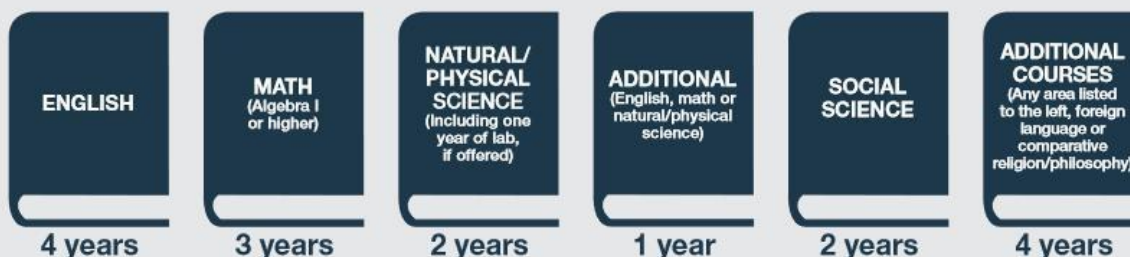 ENGLISH
4 years
MATH
(Algebra I
or higher)
3 years
NATURAL/
PHYSICAL
SCIENCE
(Including one
year of lab,
if offered)
2 years
ADDITIONAL
(English, math or
natural/physical
science)
1 year
SOCIAL
SCIENCE
2 years
ADDITIONAL
COURSES
(Any area listed
to the left, foreign
language or
comparative
religion/philosophy)
4 years